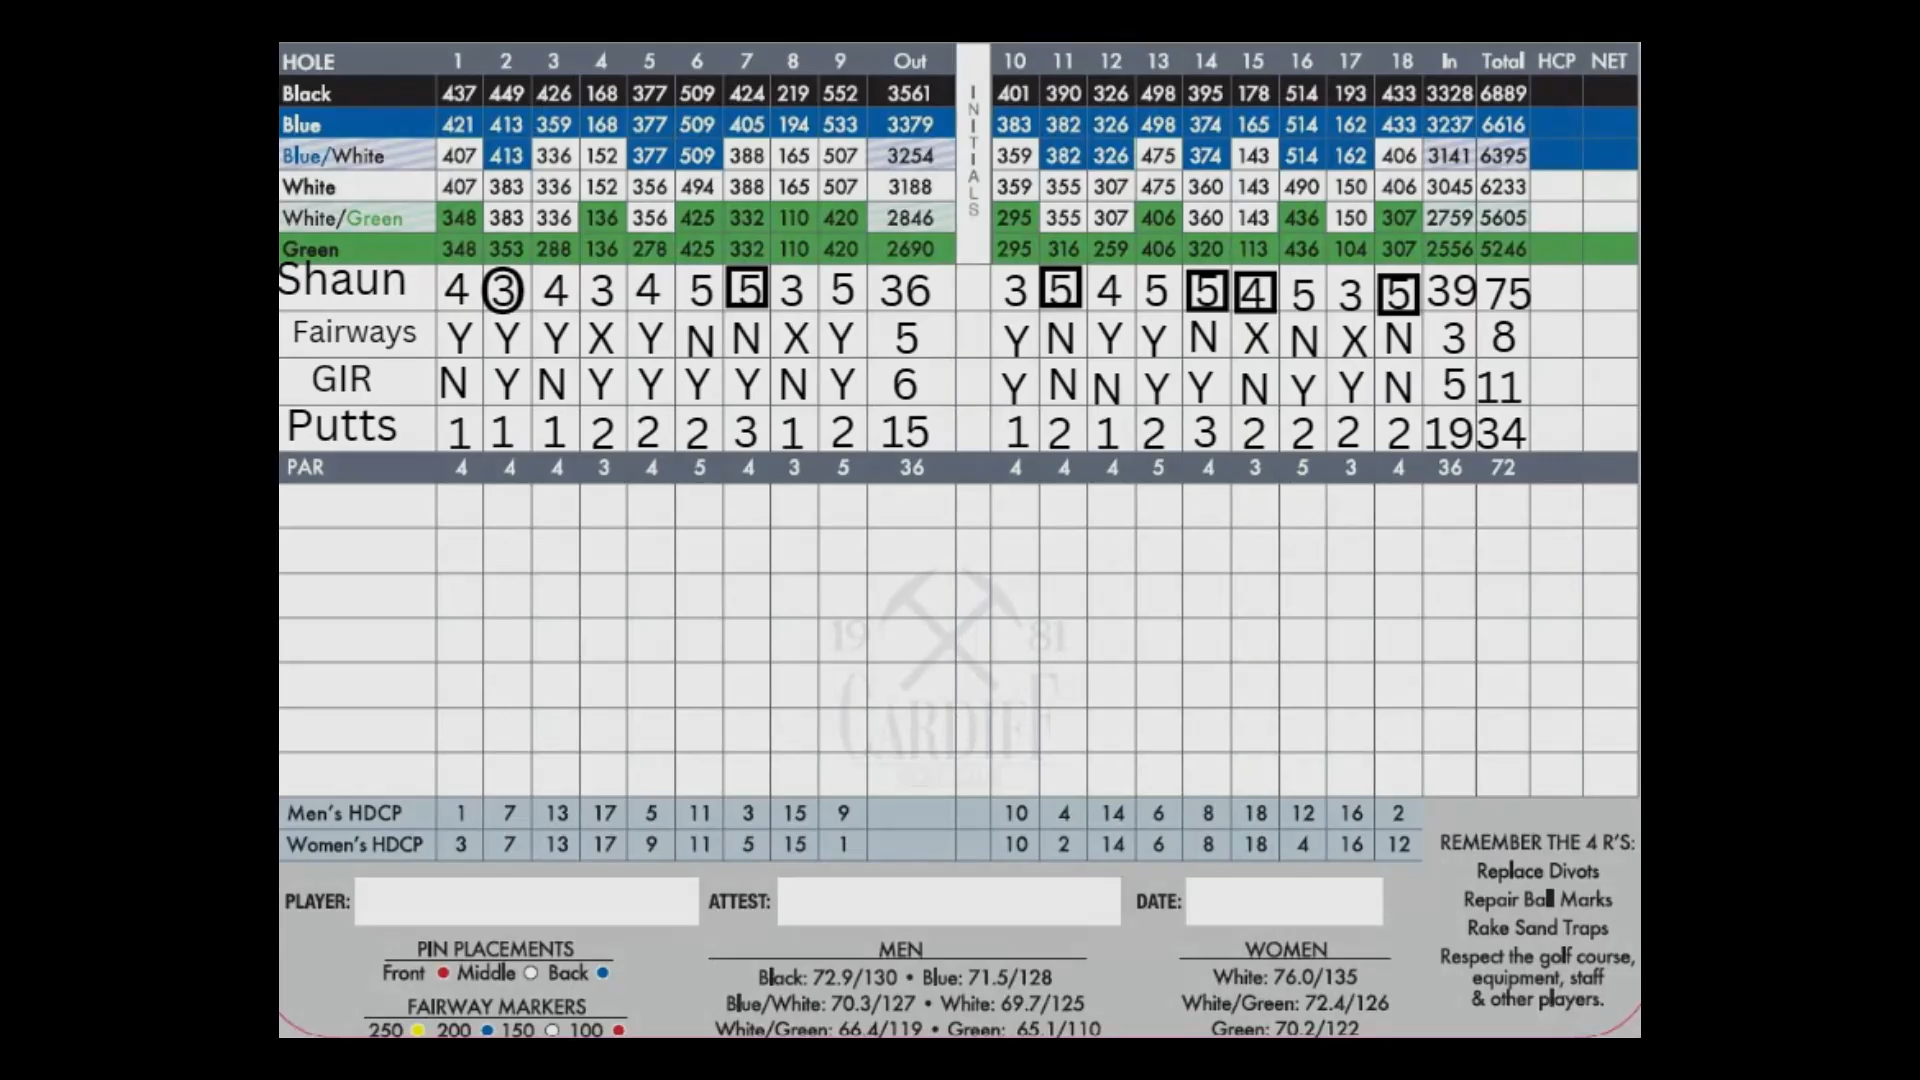 HOLE 1 2 3 4 5 6 7 8 9 Out INITIALS 10 11 12 13 14 15 16 17 18 In Total HCP NET
Black 437 449 426 168 377 509 424 219 552 3561 401 390 326 498 395 178 514 193 433 3328 6889
Blue 421 413 359 168 377 509 405 194 533 3379 383 382 326 498 374 165 514 162 433 3237 6616
Blue/White 407 413 336 152 377 509 388 165 507 3254 359 382 326 475 374 143 514 162 406 3141 6395
White 407 383 336 152 356 494 388 165 507 3188 359 355 307 475 360 143 490 150 406 3045 6233
White/Green 348 383 336 136 356 425 332 110 420 2846 295 355 307 406 360 143 436 150 307 2759 5605
Green 348 353 288 136 278 425 332 110 420 2690 295 316 259 406 320 113 436 104 307 2556 5246
Shaun 4 3 4 3 4 5 5 3 5 36 3 5 4 5 5 4 5 3 5 39 75
Fairways Y Y Y X Y N N X Y 5 Y N Y Y N X N X N 3 8
GIR N Y N Y Y Y Y N Y 6 Y N N Y Y N Y Y N 5 11
Putts 1 1 1 2 2 2 3 1 2 15 1 2 1 2 3 2 2 2 2 19 34
PAR 4 4 4 3 4 5 4 3 5 36 4 4 4 5 4 3 5 3 4 36 72
19 81
CARDIFF
Men's HDCP 1 7 13 17 5 11 3 15 9 10 4 14 6 8 18 12 16 2
Women's HDCP 3 7 13 17 9 11 5 15 1 10 2 14 6 8 18 4 16 12
REMEMBER THE 4 R'S:
Replace Divots
Repair Ball Marks
Rake Sand Traps
Respect the golf course,
equipment, staff
& other players.
PLAYER: ATTEST: DATE:
PIN PLACEMENTS
Front Middle Back
FAIRWAY MARKERS
250 200 150 100
MEN
Black: 72.9/130 • Blue: 71.5/128
Blue/White: 70.3/127 • White: 69.7/125
White/Green: 66.4/119 • Green: 65.1/110
WOMEN
White: 76.0/135
White/Green: 72.4/126
Green: 70.2/122